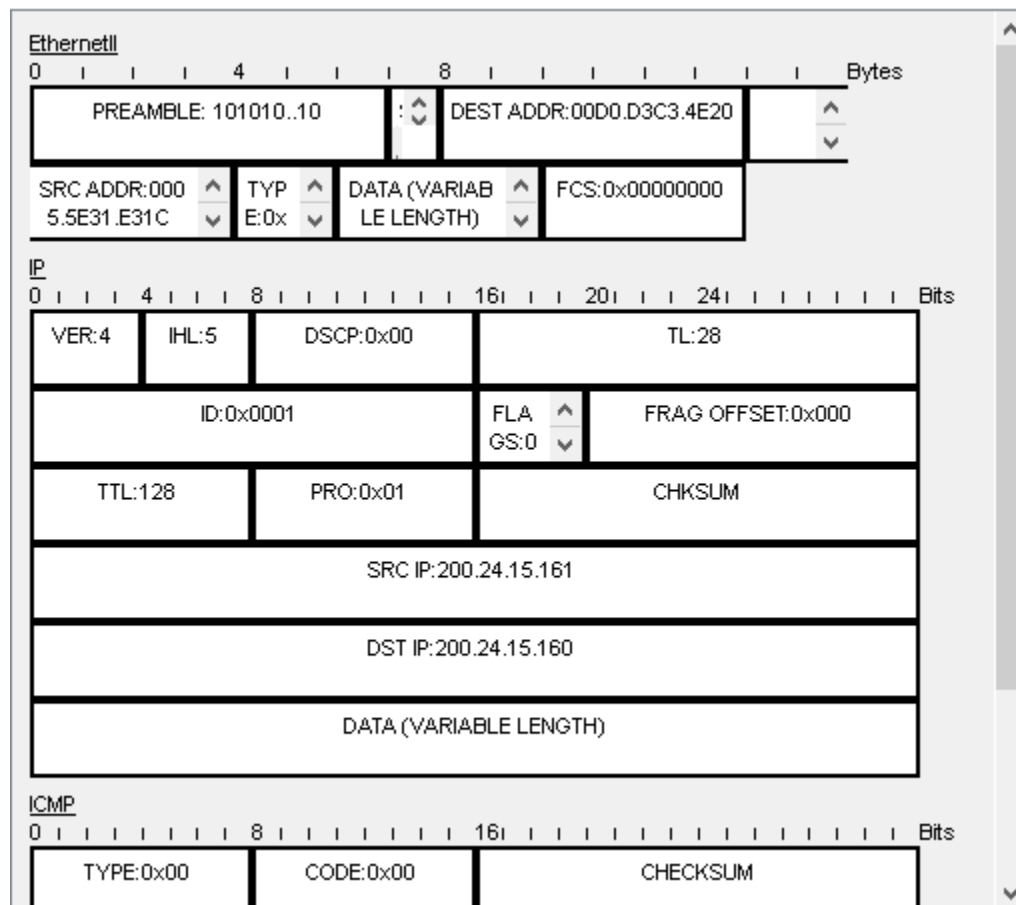 EthernetII
0 4 8 Bytes
PREAMBLE: 101010..10 DEST ADDR:00D0.D3C3.4E20
SRC ADDR:000 TYP DATA (VARIAB FCS:0x00000000
5.5E31.E31C E:0x LE LENGTH)
IP
0 4 8 16 20 24 Bits
VER:4 IHL:5 DSCP:0x00 TL:28
ID:0x0001 FLA FRAG OFFSET:0x000
GS:0
TTL:128 PRO:0x01 CHKSUM
SRC IP:200.24.15.161
DST IP:200.24.15.160
DATA (VARIABLE LENGTH)
ICMP
0 8 16 Bits
TYPE:0x00 CODE:0x00 CHECKSUM